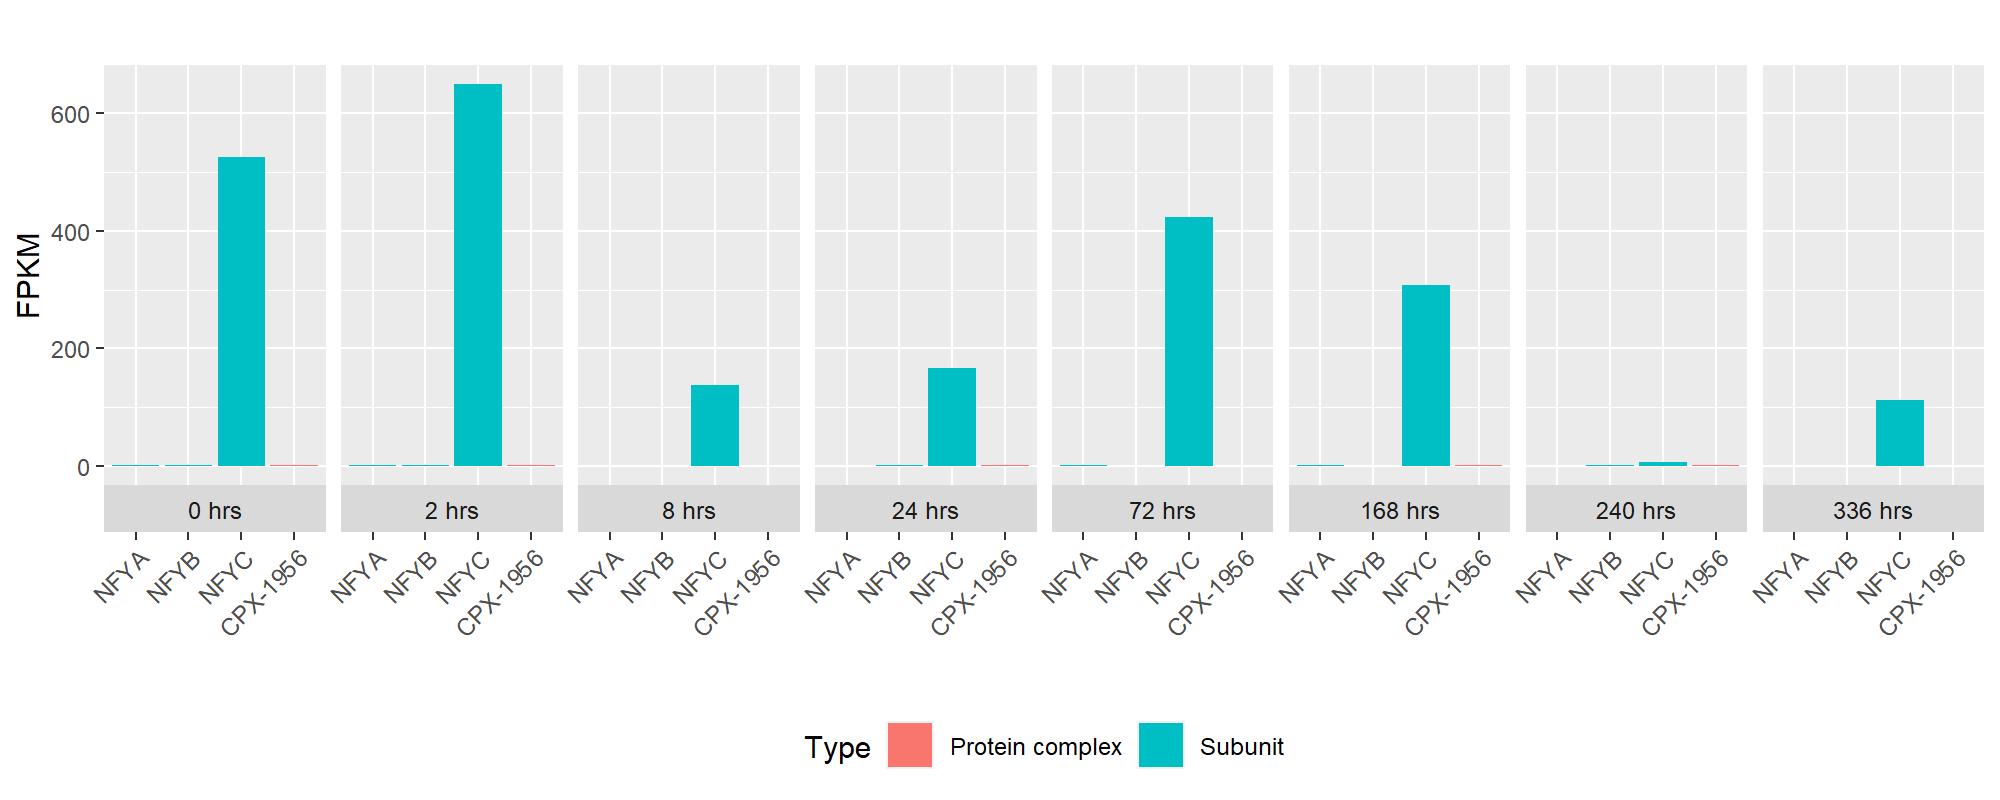 FPKM
600
400
200
0
0 hrs 2 hrs 8 hrs 24 hrs 72 hrs 168 hrs 240 hrs 336 hrs
NFYA NFYB NFYC CPX-1956 NFYA NFYB NFYC CPX-1956 NFYA NFYB NFYC CPX-1956 NFYA NFYB NFYC CPX-1956 NFYA NFYB NFYC CPX-1956 NFYA NFYB NFYC CPX-1956 NFYA NFYB NFYC CPX-1956 NFYA NFYB NFYC CPX-1956
Type Protein complex Subunit